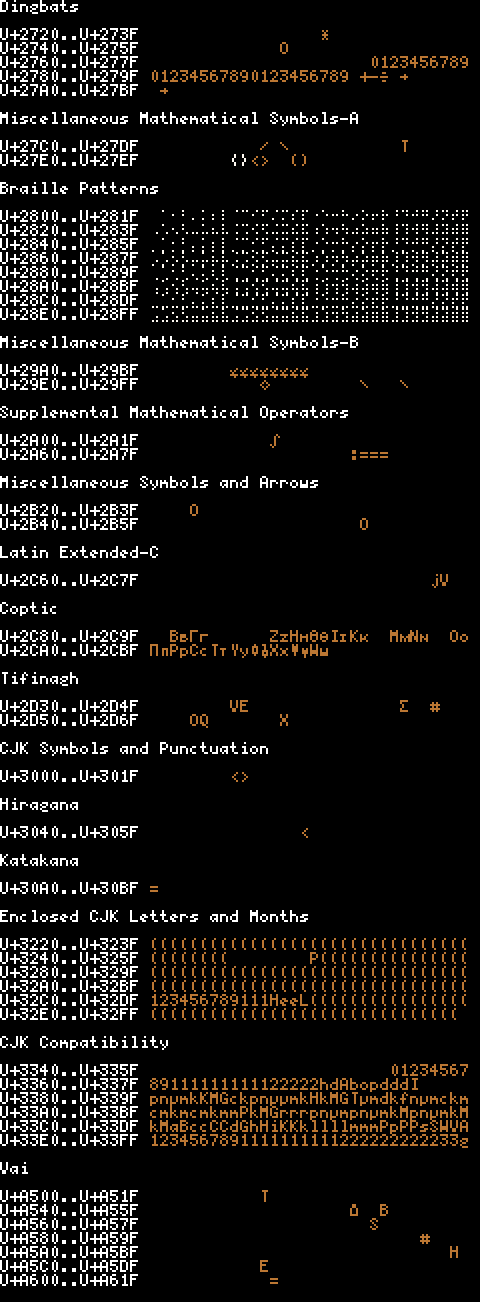 Dingbats
U+2720..U+273F *
U+2740..U+275F O
U+2760..U+277F 0123456789
U+2780..U+279F 01234567890123456789 +−÷ →
U+27A0..U+27BF →
Miscellaneous Mathematical Symbols-A
U+27C0..U+27DF ⟋ ⟍ T
U+27E0..U+27EF ⟨⟩<> ()
Braille Patterns
U+2800..U+281F ⠀⠁⠂⠃⠄⠅⠆⠇⠈⠉⠊⠋⠌⠍⠎⠏⠐⠑⠒⠓⠔⠕⠖⠗⠘⠙⠚⠛⠜⠝⠞⠟
U+2820..U+283F ⠠⠡⠢⠣⠤⠥⠦⠧⠨⠩⠪⠫⠬⠭⠮⠯⠰⠱⠲⠳⠴⠵⠶⠷⠸⠹⠺⠻⠼⠽⠾⠿
U+2840..U+285F ⡀⡁⡂⡃⡄⡅⡆⡇⡈⡉⡊⡋⡌⡍⡎⡏⡐⡑⡒⡓⡔⡕⡖⡗⡘⡙⡚⡛⡜⡝⡞⡟
U+2860..U+287F ⡠⡡⡢⡣⡤⡥⡦⡧⡨⡩⡪⡫⡬⡭⡮⡯⡰⡱⡲⡳⡴⡵⡶⡷⡸⡹⡺⡻⡼⡽⡾⡿
U+2880..U+289F ⢀⢁⢂⢃⢄⢅⢆⢇⢈⢉⢊⢋⢌⢍⢎⢏⢐⢑⢒⢓⢔⢕⢖⢗⢘⢙⢚⢛⢜⢝⢞⢟
U+28A0..U+28BF ⢠⢡⢢⢣⢤⢥⢦⢧⢨⢩⢪⢫⢬⢭⢮⢯⢰⢱⢲⢳⢴⢵⢶⢷⢸⢹⢺⢻⢼⢽⢾⢿
U+28C0..U+28DF ⣀⣁⣂⣃⣄⣅⣆⣇⣈⣉⣊⣋⣌⣍⣎⣏⣐⣑⣒⣓⣔⣕⣖⣗⣘⣙⣚⣛⣜⣝⣞⣟
U+28E0..U+28FF ⣠⣡⣢⣣⣤⣥⣦⣧⣨⣩⣪⣫⣬⣭⣮⣯⣰⣱⣲⣳⣴⣵⣶⣷⣸⣹⣺⣻⣼⣽⣾⣿
Miscellaneous Mathematical Symbols-B
U+29A0..U+29BF
U+29E0..U+29FF ◇ \ \
Supplemental Mathematical Operators
U+2A00..U+2A1F ∫
U+2A60..U+2A7F :===
Miscellaneous Symbols and Arrows
U+2B20..U+2B3F O
U+2B40..U+2B5F O
Latin Extended-C
U+2C60..U+2C7F jV
Coptic
U+2C80..U+2C9F BвΓг ZzHнΘθIıKк MмNɴ Oo
U+2CA0..U+2CBF ΠпPpCcTтYy Xx Ww
Tifinagh
U+2D30..U+2D4F VE Σ #
U+2D50..U+2D6F OQ X
CJK Symbols and Punctuation
U+3000..U+301F <>
Hiragana
U+3040..U+305F <
Katakana
U+30A0..U+30BF =
Enclosed CJK Letters and Months
U+3220..U+323F ((((((((((((((((((((((((((((((((
U+3240..U+325F (((((((( P
U+3280..U+329F ((((((((((((((((((((((((((((((((
U+32A0..U+32BF ((((((((((((((((((((((((((((((((
U+32C0..U+32DF 123456789111HeeL((((((((((((((((
U+32E0..U+32FF (((((((((((((((((((((((((((((((
CJK Compatibility
U+3340..U+335F 01234567
U+3360..U+337F 89111111111122222hdAbopdddI
U+3380..U+339F pnµmkKMGckpnµµmkHkMGTµmdkfnµmckm
U+33A0..U+33BF cmkmcmkmmPkMGrrrpnµmpnµmkMpnµmkM
U+33C0..U+33DF kMaBccCCdGhHiKKkllllmmmPpPPsSWVA
U+33E0..U+33FF 1234567891111111111222222222233g
Vai
U+A500..U+A51F T
U+A540..U+A55F B
U+A560..U+A57F S
U+A580..U+A59F #
U+A5A0..U+A5BF H
U+A5C0..U+A5DF E
U+A600..U+A61F =